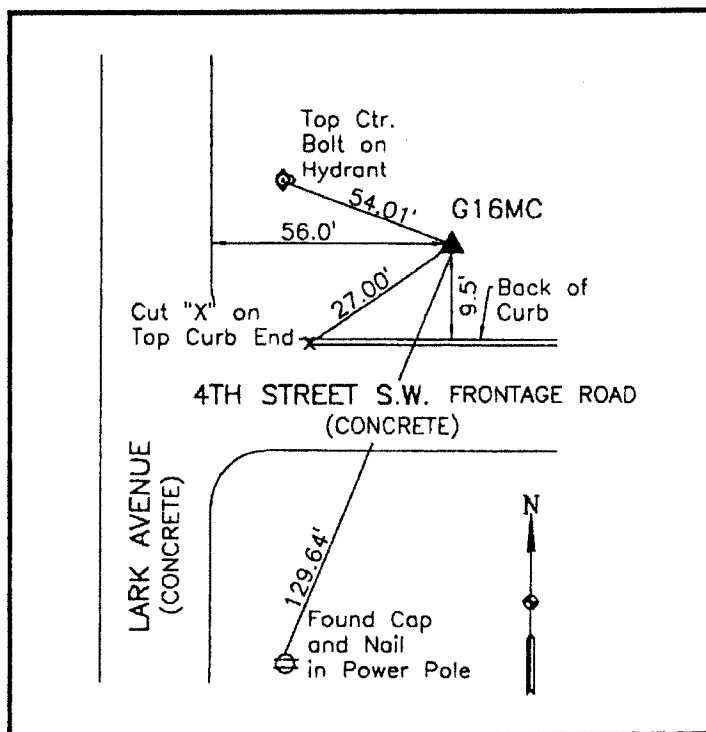 Top Ctr.
Bolt on
Hydrant
54.01'
G16MC
56.0'
27.00'
9.5'
Back of
Curb
Cut "X" on
Top Curb End
4TH STREET S.W. FRONTAGE ROAD
(CONCRETE)
LARK AVENUE
(CONCRETE)
129.64'
N
Found Cap
and Nail
in Power Pole